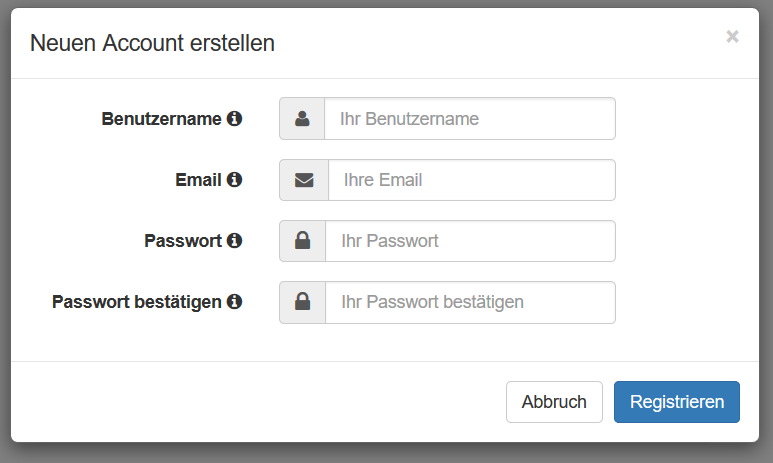 Neuen Account erstellen
×
Benutzername
Ihr Benutzername
Email
Ihre Email
Passwort
Ihr Passwort
Passwort bestätigen
Ihr Passwort bestätigen
Abbruch
Registrieren